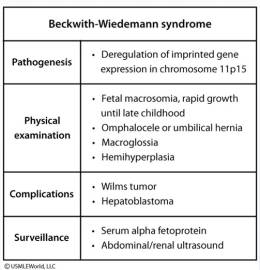 Beckwith-Wiedemann syndrome
Pathogenesis
• Deregulation of imprinted gene
expression in chromosome 11p15
Physical
examination
• Fetal macrosomia, rapid growth
until late childhood
• Omphalocele or umbilical hernia
• Macroglossia
• Hemihyperplasia
Complications
• Wilms tumor
• Hepatoblastoma
Surveillance
• Serum alpha fetoprotein
• Abdominal/renal ultrasound
© USMLEWorld, LLC